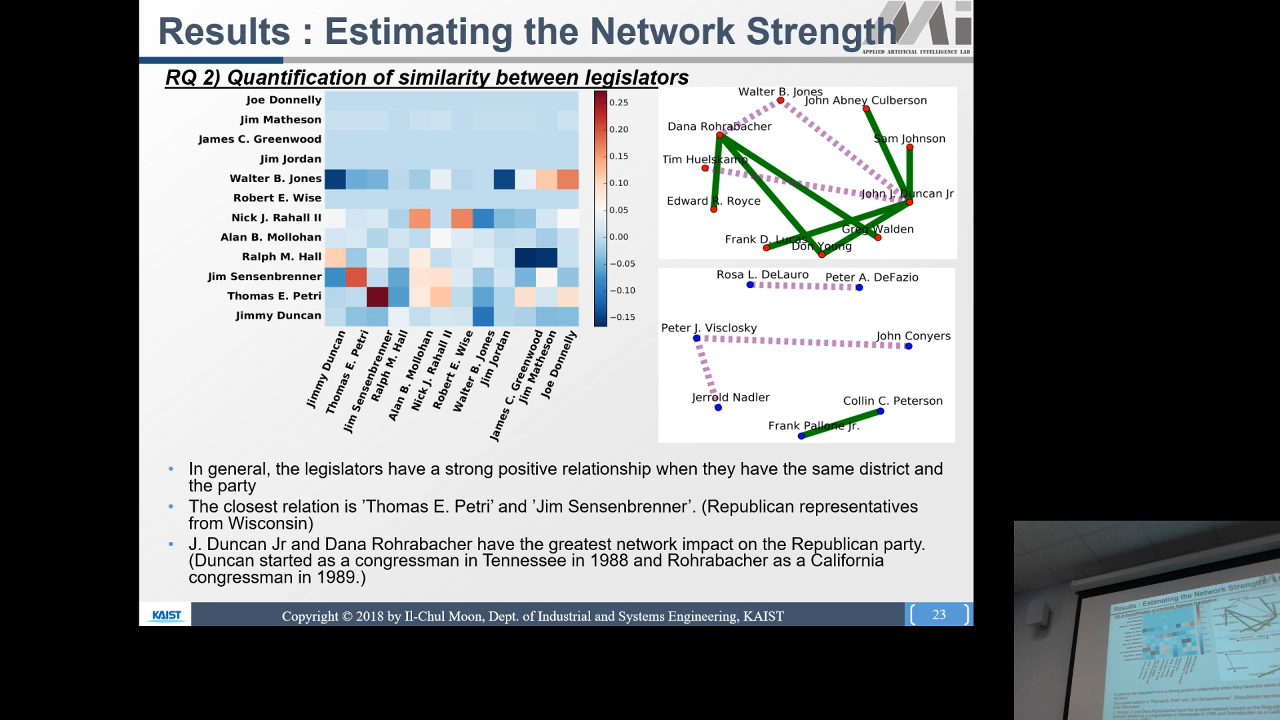 Results : Estimating the Network Strength
APPLIED ARTIFICIAL INTELLIGENCE LAB
RQ 2) Quantification of similarity between legislators
Joe Donnelly
Jim Matheson
James C. Greenwood
Jim Jordan
Walter B. Jones
Robert E. Wise
Nick J. Rahall II
Alan B. Mollohan
Ralph M. Hall
Jim Sensenbrenner
Thomas E. Petri
Jimmy Duncan
Jimmy Duncan
Thomas E. Petri
Jim Sensenbrenner
Ralph M. Hall
Alan B. Mollohan
Nick J. Rahall II
Robert E. Wise
Walter B. Jones
Jim Jordan
James C. Greenwood
Jim Matheson
Joe Donnelly
0.25
0.20
0.15
0.10
0.05
0.00
−0.05
−0.10
−0.15
Walter B. Jones
John Abney Culberson
Dana Rohrabacher
Sam Johnson
Tim Huelskamp
John J. Duncan Jr
Edward R. Royce
Greg Walden
Frank D. Lucas
Don Young
Rosa L. DeLauro
Peter A. DeFazio
Peter J. Visclosky
John Conyers
Jerrold Nadler
Collin C. Peterson
Frank Pallone Jr.
• In general, the legislators have a strong positive relationship when they have the same district and
the party
• The closest relation is ’Thomas E. Petri’ and ’Jim Sensenbrenner’. (Republican representatives
from Wisconsin)
• J. Duncan Jr and Dana Rohrabacher have the greatest network impact on the Republican party.
(Duncan started as a congressman in Tennessee in 1988 and Rohrabacher as a California
congressman in 1989.)
KAIST
Copyright © 2018 by Il-Chul Moon, Dept. of Industrial and Systems Engineering, KAIST
23
Results : Estimating the Network Strength